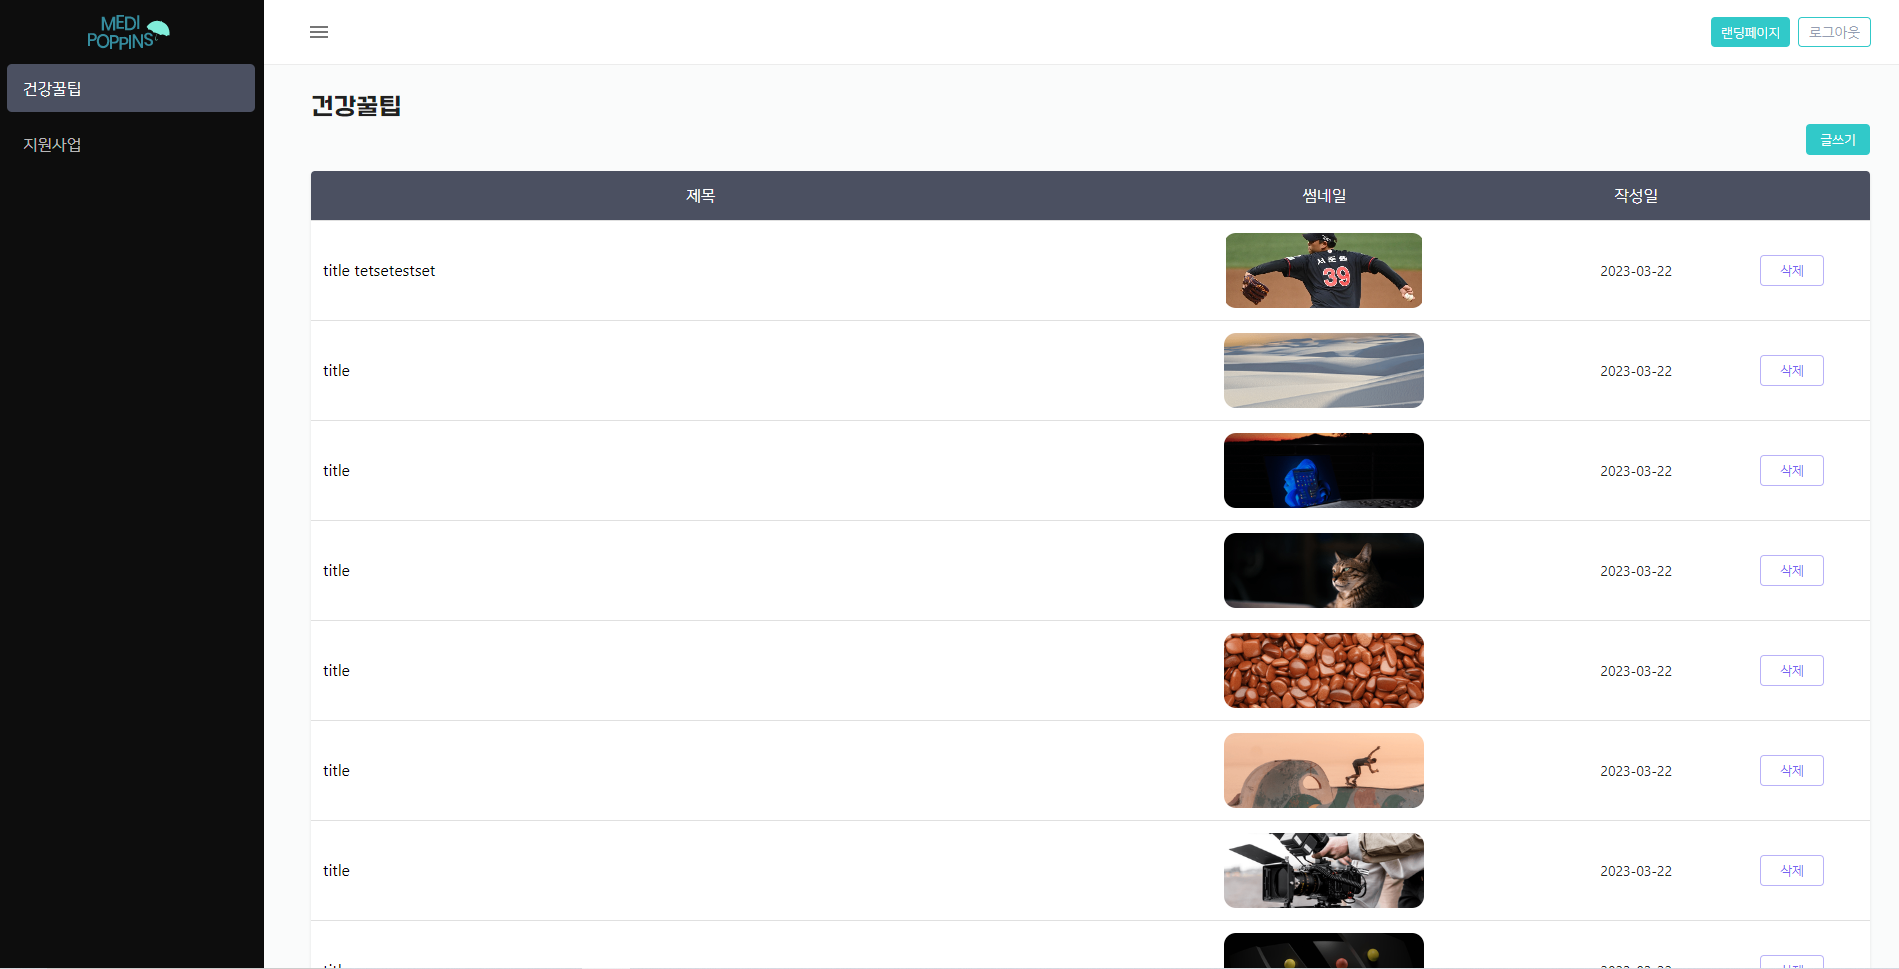 MEDI
POPPINS
건강꿀팁
지원사업
랜딩페이지
로그아웃
건강꿀팁
글쓰기
제목 썸네일 작성일
title tetsetestset 39 2023-03-22 삭제
title 2023-03-22 삭제
title 2023-03-22 삭제
title 2023-03-22 삭제
title 2023-03-22 삭제
title 2023-03-22 삭제
title 2023-03-22 삭제